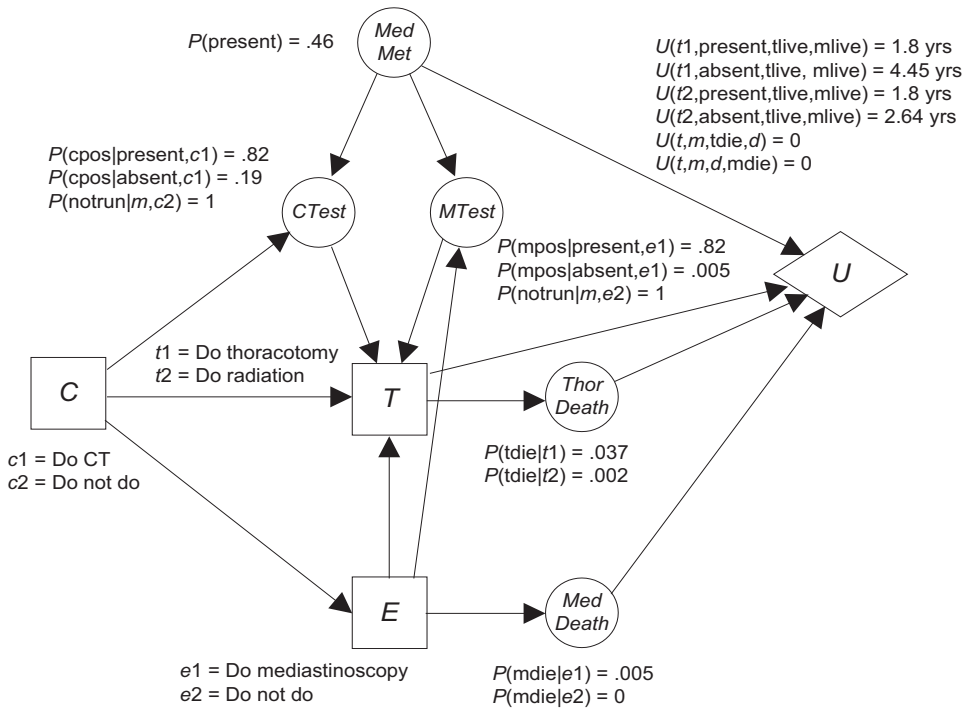 Med
Met
P(present) = .46
U(t1,present,tlive,mlive) = 1.8 yrs
U(t1,absent,tlive, mlive) = 4.45 yrs
U(t2,present,tlive,mlive) = 1.8 yrs
U(t2,absent,tlive,mlive) = 2.64 yrs
U(t,m,tdie,d) = 0
U(t,m,d,mdie) = 0
P(cpos|present,c1) = .82
P(cpos|absent,c1) = .19
P(notrun|m,c2) = 1
CTest
MTest
P(mpos|present,e1) = .82
P(mpos|absent,e1) = .005
P(notrun|m,e2) = 1
U
t1 = Do thoracotomy
t2 = Do radiation
C
T
Thor
Death
c1 = Do CT
c2 = Do not do
P(tdie|t1) = .037
P(tdie|t2) = .002
E
Med
Death
e1 = Do mediastinoscopy
e2 = Do not do
P(mdie|e1) = .005
P(mdie|e2) = 0